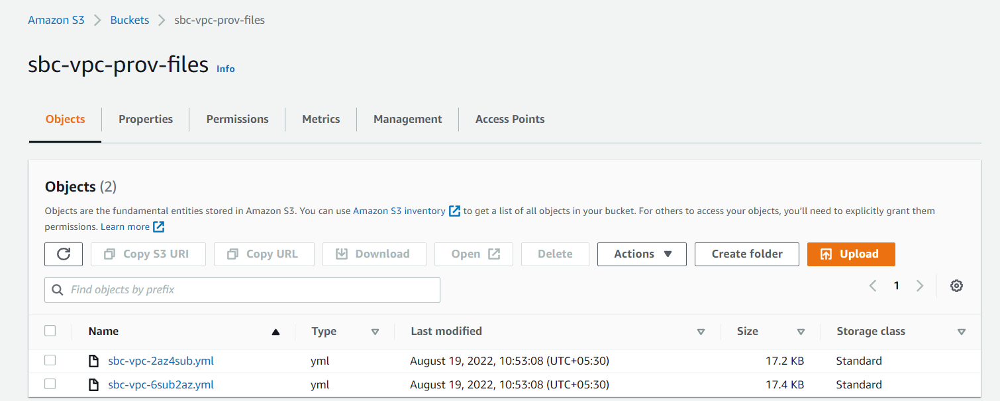 Amazon S3 > Buckets > sbc-vpc-prov-files
sbc-vpc-prov-files Info
Objects Properties Permissions Metrics Management Access Points
Objects (2)
Objects are the fundamental entities stored in Amazon S3. You can use Amazon S3 inventory to get a list of all objects in your bucket. For others to access your objects, you’ll need to explicitly grant them
permissions. Learn more
Copy S3 URI Copy URL Download Open Delete Actions Create folder Upload
Find objects by prefix 1
Name Type Last modified Size Storage class
sbc-vpc-2az4sub.yml yml August 19, 2022, 10:53:08 (UTC+05:30) 17.2 KB Standard
sbc-vpc-6sub2az.yml yml August 19, 2022, 10:53:08 (UTC+05:30) 17.4 KB Standard